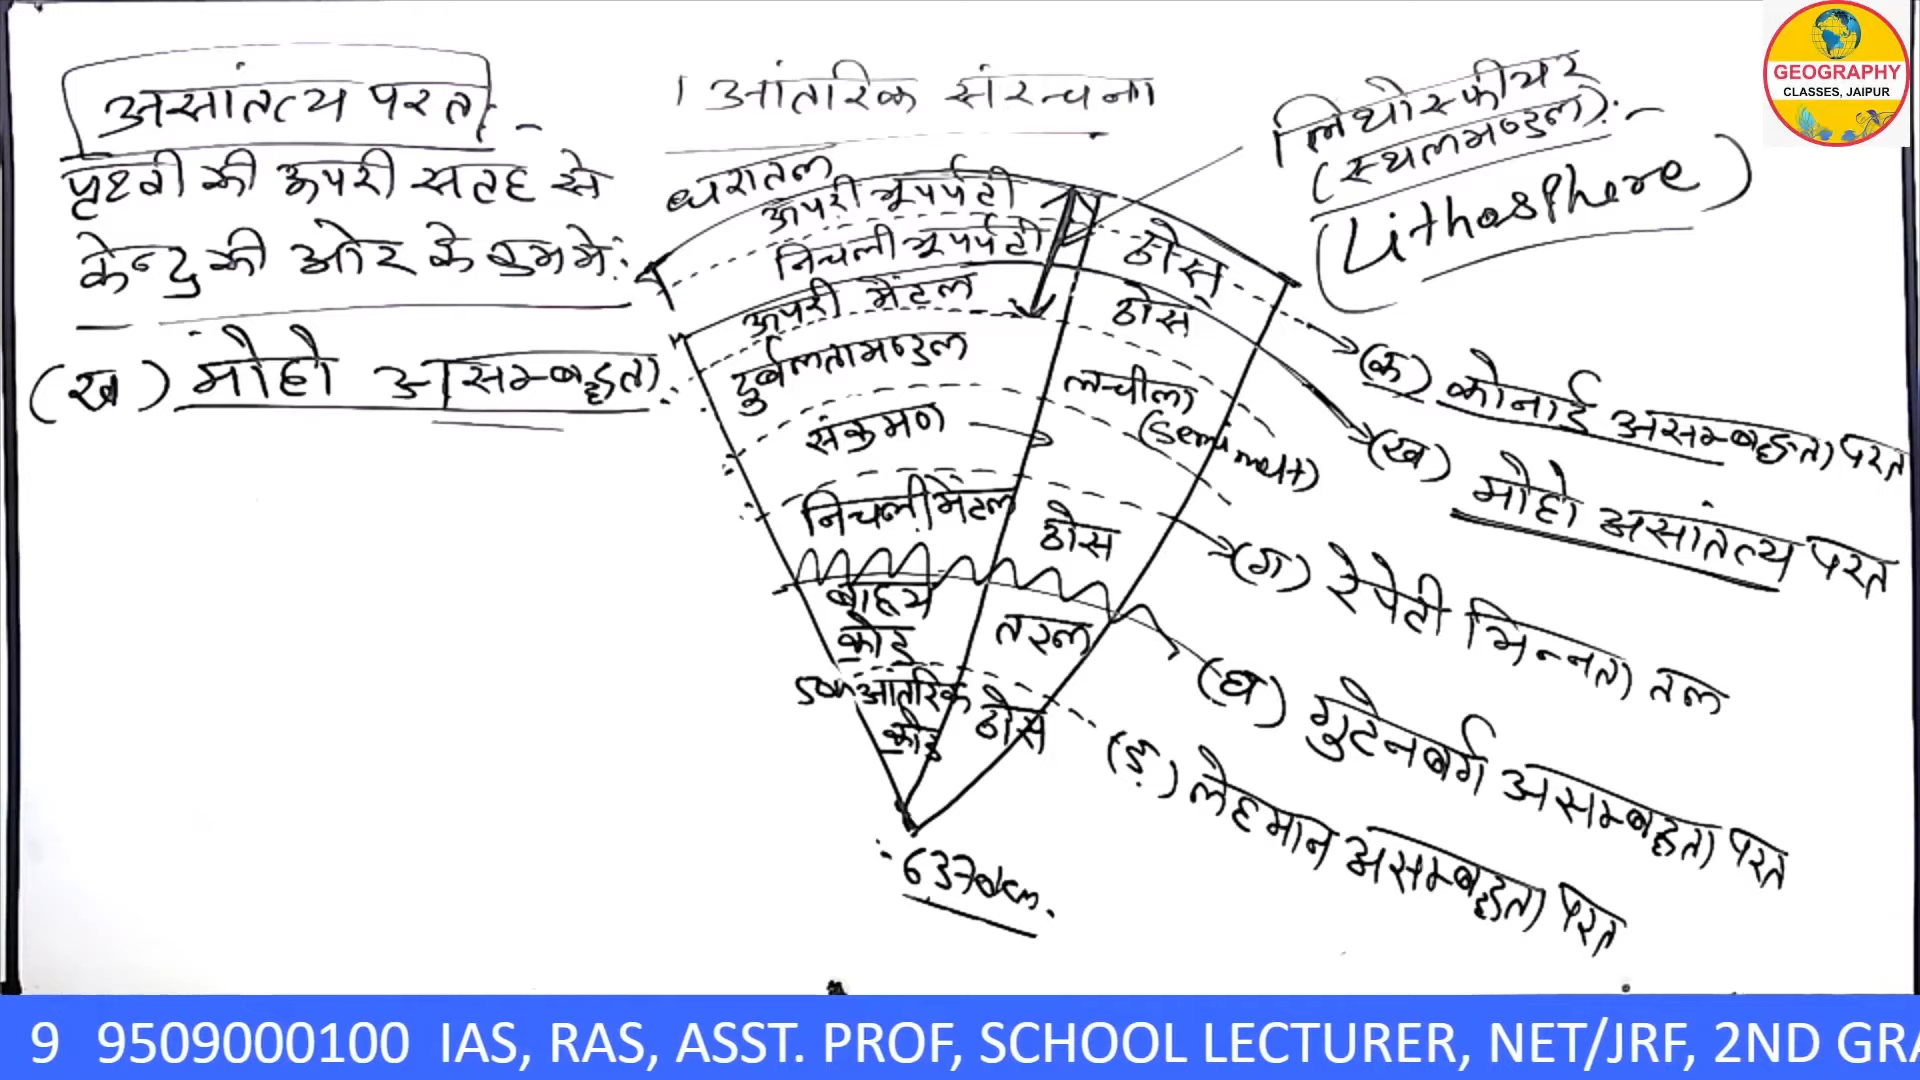 असांतत्य परत
पृथ्वी की ऊपरी सतह से
केन्द्र की ओर के क्रम में:
(ख) मोहो असम्बद्धता
आंतरिक संरचना
लिथोस्फीयर
(स्थलमण्डल):-
(Lithosphere)
GEOGRAPHY
CLASSES, JAIPUR
धरातल
ऊपरी भूपर्पटी
निचली भूपर्पटी
ठोस
ऊपरी मेंटल
ठोस
दुर्बलतामण्डल
लचीला
(Semi melt)
संक्रमण
निचली मेंटल
ठोस
बाह्य
कोड़
तरल
आंतरिक
कोड़
ठोस
6370km.
(क) कोनार्ड असम्बद्धता परत
(ख) मोहो असांतत्य परत
(ग) रेपेटी भिन्नता तल
(घ) गुटेनबर्ग असम्बद्धता परत
(ड़) लेहमान असम्बद्धता परत
9 9509000100 IAS, RAS, ASST. PROF, SCHOOL LECTURER, NET/JRF, 2ND GRA